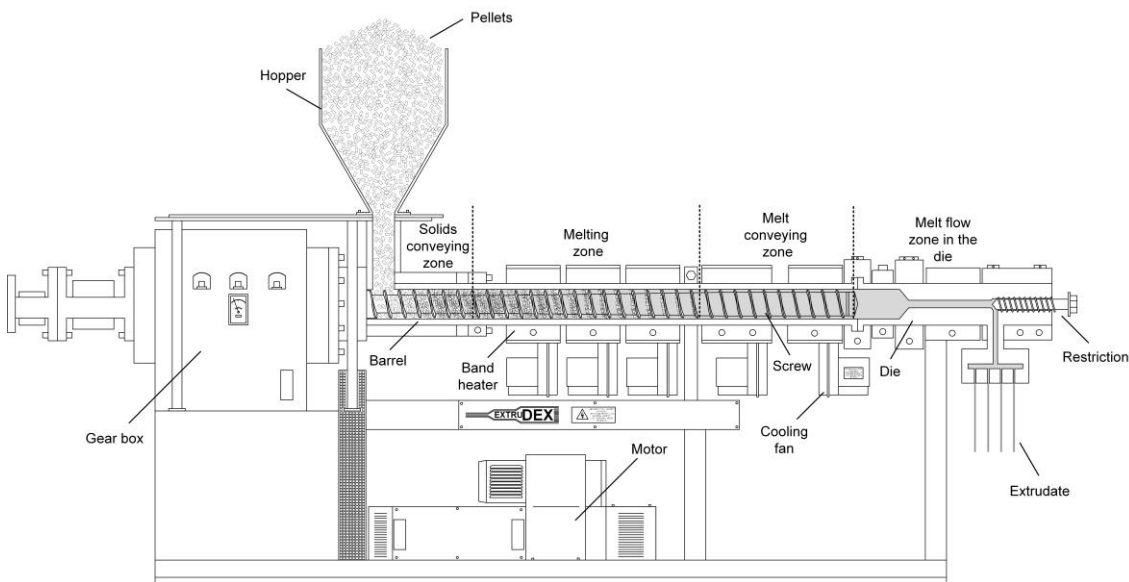 Pellets
Hopper
Solids
conveying
zone
Melting
zone
Melt
conveying
zone
Melt flow
zone in the
die
Barrel
Band
heater
Screw
Die
Restriction
Cooling
fan
Gear box
EXTRUDEX
Motor
Extrudate